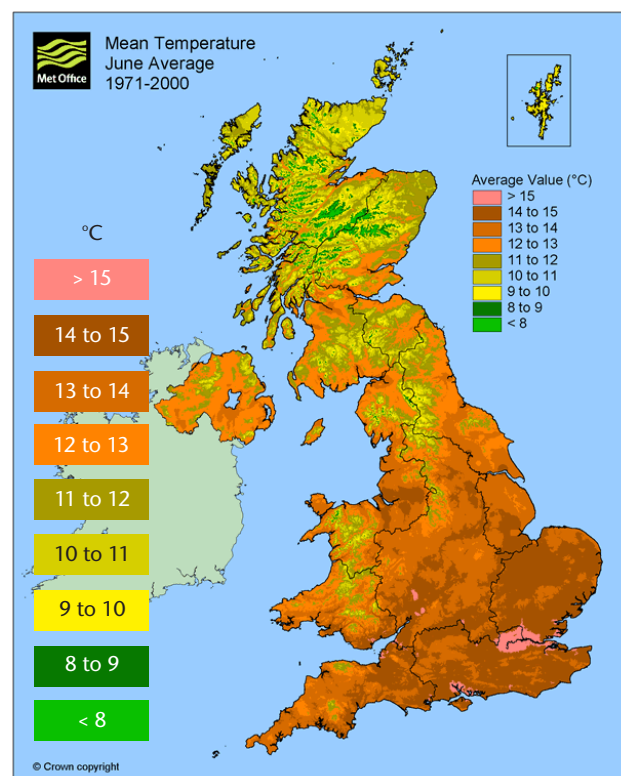 Met Office
Mean Temperature
June Average
1971-2000
Average Value (°C)
> 15
14 to 15
13 to 14
12 to 13
11 to 12
10 to 11
9 to 10
8 to 9
< 8
°C
> 15
14 to 15
13 to 14
12 to 13
11 to 12
10 to 11
9 to 10
8 to 9
< 8
© Crown copyright